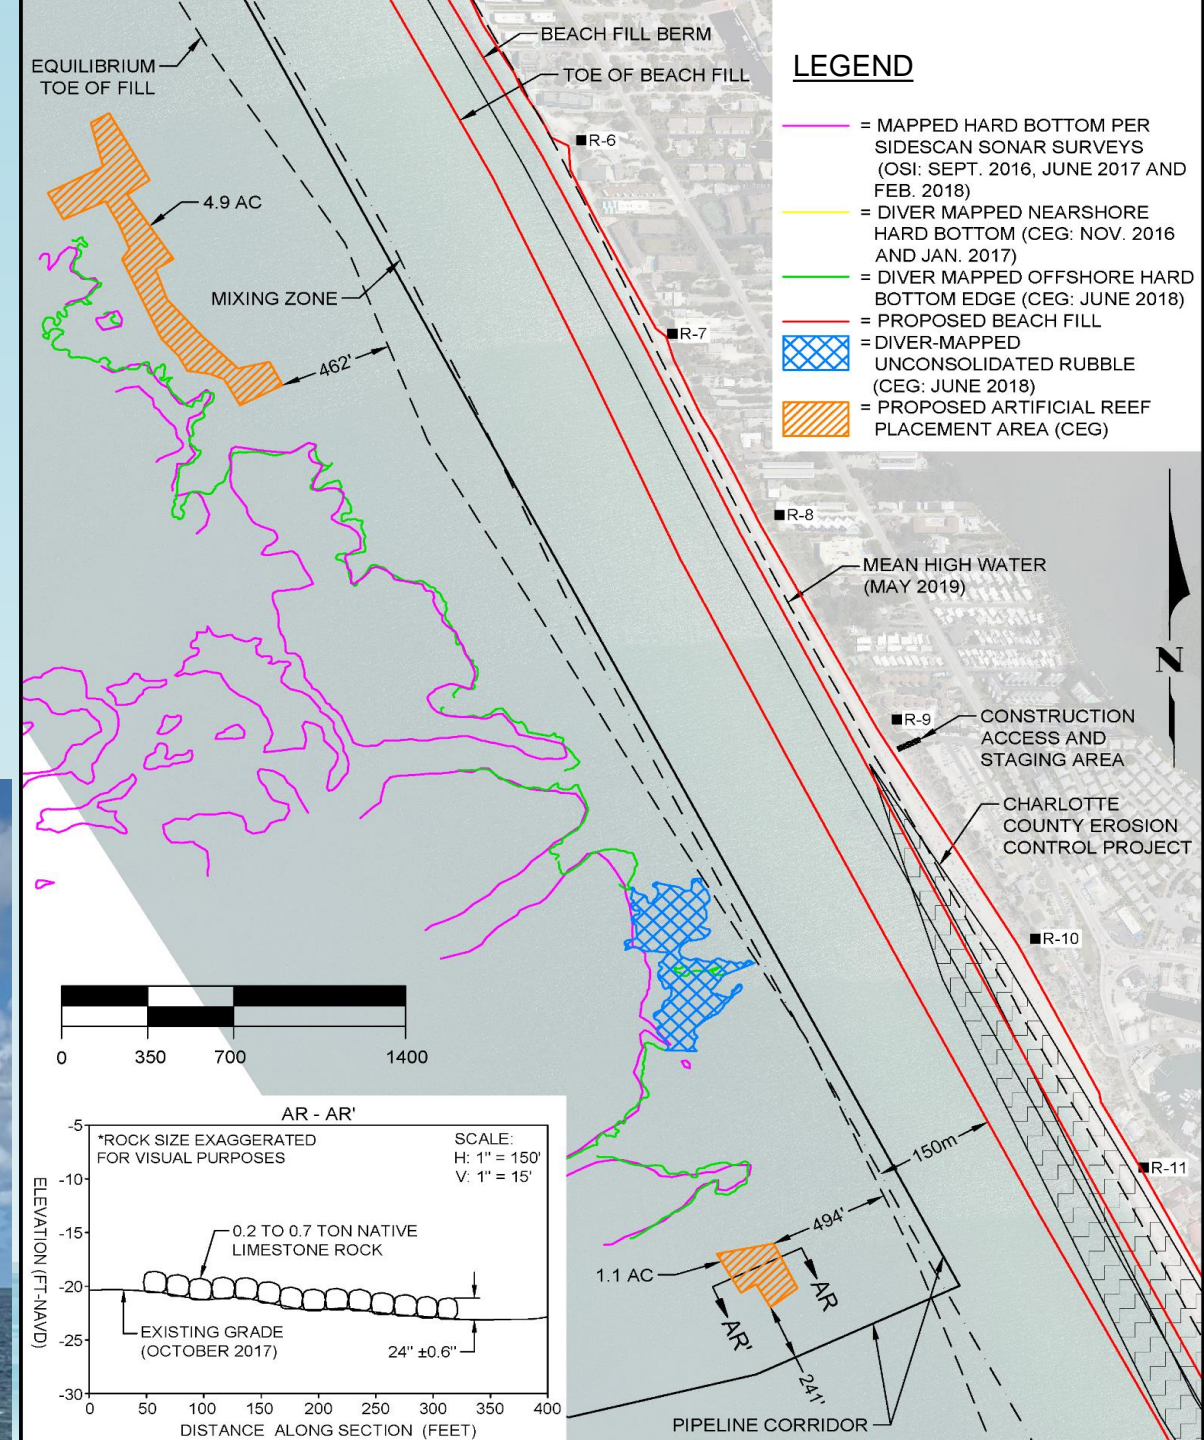 BEACH FILL BERM
EQUILIBRIUM
TOE OF FILL
TOE OF BEACH FILL
LEGEND
= MAPPED HARD BOTTOM PER
SIDESCAN SONAR SURVEYS
(OSI: SEPT. 2016, JUNE 2017 AND
FEB. 2018)
= DIVER MAPPED NEARSHORE
HARD BOTTOM (CEG: NOV. 2016
AND JAN. 2017)
= DIVER MAPPED OFFSHORE HARD
BOTTOM EDGE (CEG: JUNE 2018)
= PROPOSED BEACH FILL
= DIVER-MAPPED
UNCONSOLIDATED RUBBLE
(CEG: JUNE 2018)
= PROPOSED ARTIFICIAL REEF
PLACEMENT AREA (CEG)
R-6
4.9 AC
MIXING ZONE
R-7
462'
R-8
MEAN HIGH WATER
(MAY 2019)
N
R-9
CONSTRUCTION
ACCESS AND
STAGING AREA
CHARLOTTE
COUNTY EROSION
CONTROL PROJECT
R-10
0 350 700 1400
150m
R-11
494'
1.1 AC
AR
AR'
241'
PIPELINE CORRIDOR
AR - AR'
*ROCK SIZE EXAGGERATED
FOR VISUAL PURPOSES
SCALE:
H: 1" = 150'
V: 1" = 15'
0.2 TO 0.7 TON NATIVE
LIMESTONE ROCK
EXISTING GRADE
(OCTOBER 2017)
24" ±0.6"
ELEVATION (FT-NAVD)
-5
-10
-15
-20
-25
-30
0 50 100 150 200 250 300 350 400
DISTANCE ALONG SECTION (FEET)